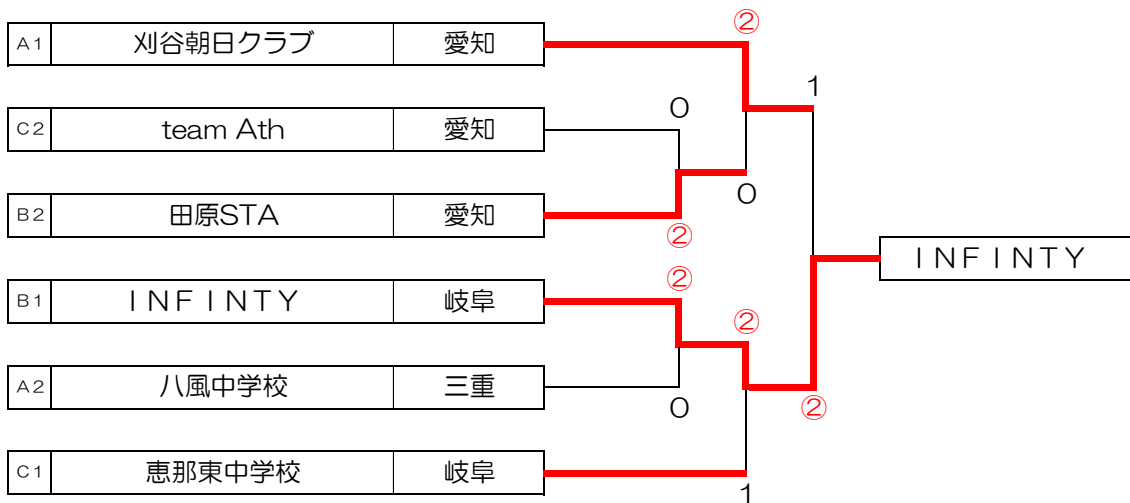 ②
A1 刈谷朝日クラブ 愛知
1
0
C2 team Ath 愛知
0
B2 田原STA 愛知
②
INFINTY
②
B1 INFINTY 岐阜
②
A2 八風中学校 三重
0
②
C1 恵那東中学校 岐阜
1